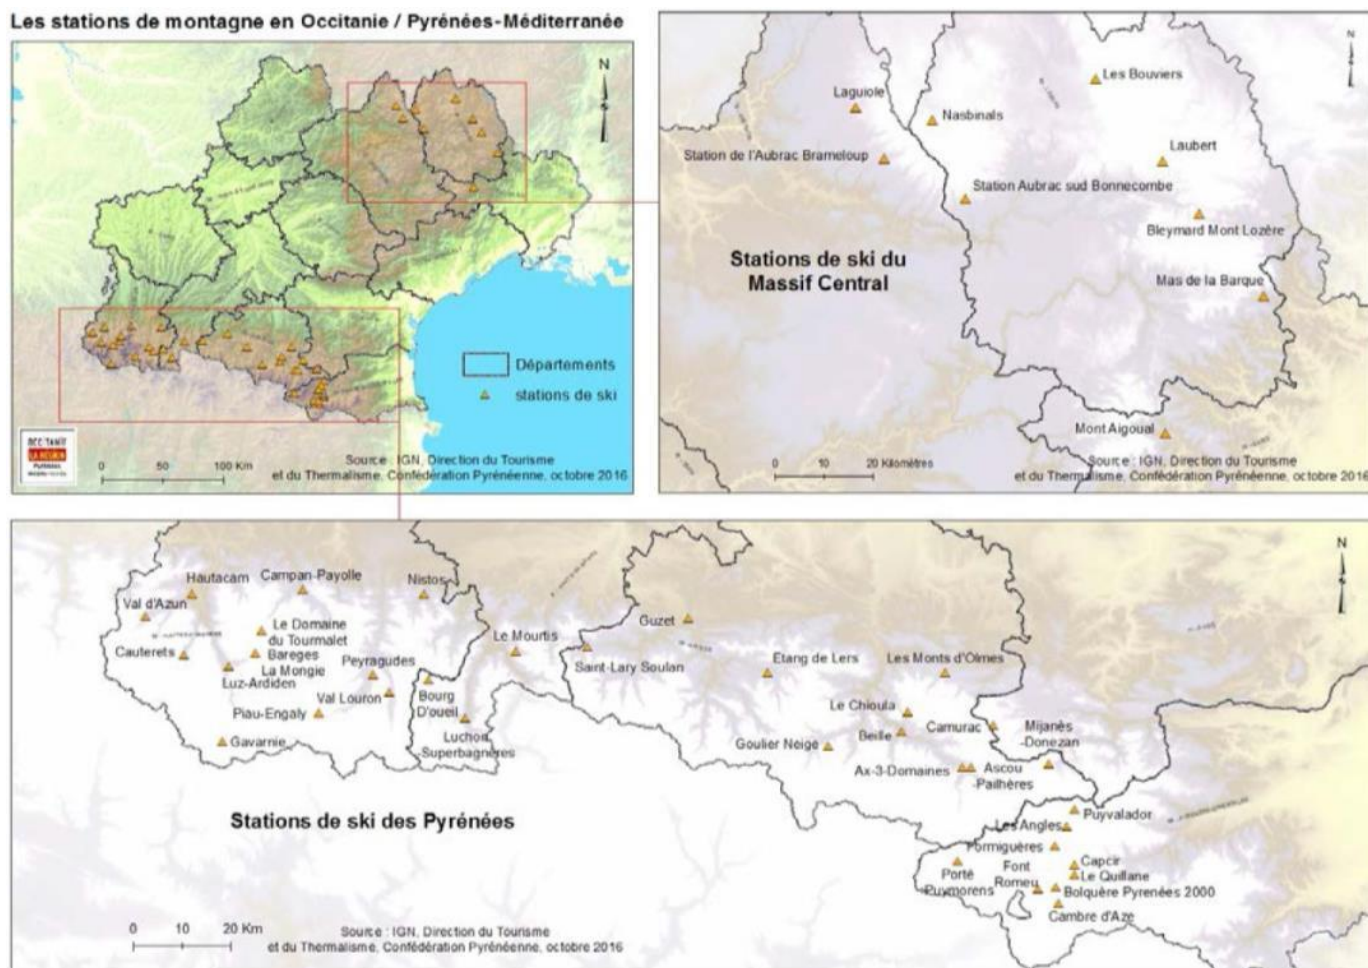 Les stations de montagne en Occitanie / Pyrénées-Méditerranée
N
Départements
stations de ski
OCCITANIE
LA RÉGION
0 50 100 Km
Source : IGN, Direction du Tourisme
et du Thermalisme, Confédération Pyrénéenne, octobre 2016
N
Les Bouviers
Laguiole
Nasbinals
Laubert
Station de l'Aubrac Brameloup
Station Aubrac sud Bonnecombe
Bleymard Mont Lozère
Stations de ski du
Massif Central
Mas de la Barque
Mont Aigoual
0 10 20 Kilomètres
Source : IGN, Direction du Tourisme
et du Thermalisme, Confédération Pyrénéenne, octobre 2016
N
Hautacam
Campan-Payolle
Nistos
Val d'Azun
Le Domaine
du Tourmalet
Bareges
La Mongie
Cauterets
Luz-Ardiden
Peyragudes
Val Louron
Piau-Engaly
Gavarnie
Le Mourtis
Bourg
D'oueil
Luchon
-Superbagnères
Saint-Lary Soulan
Guzet
Etang de Lers
Les Monts d'Olmes
Le Chioula
Beille
Camurac
Mijanès
-Donezan
Goulier Neige
Ax-3-Domaines
Ascou
-Pailhères
Puyvalador
Les Angles
Formiguères
Capcir
Le Quillane
Porté
-Puymorens
Font
Romeu
Bolquère Pyrenées 2000
Cambre d'Aze
Stations de ski des Pyrénées
0 10 20 Km
Source : IGN, Direction du Tourisme
et du Thermalisme, Confédération Pyrénéenne, octobre 2016